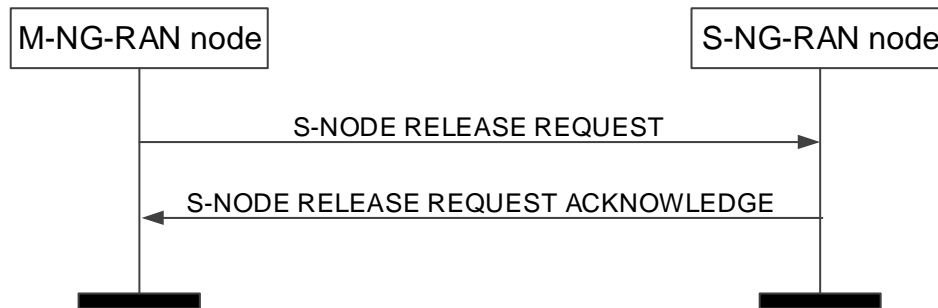 M-NG-RAN node
S-NG-RAN node
S-NODE RELEASE REQUEST
S-NODE RELEASE REQUEST ACKNOWLEDGE